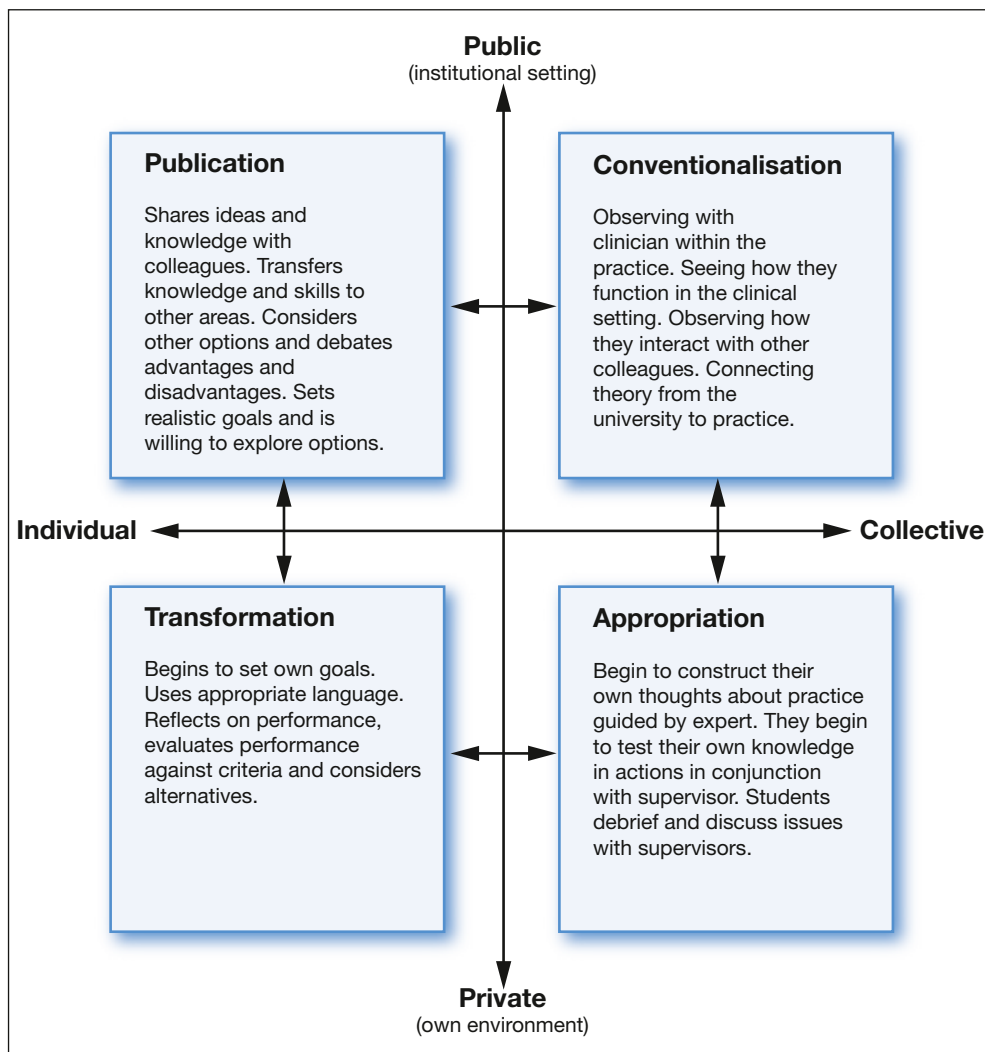 Public
(institutional setting)
Publication
Shares ideas and
knowledge with
colleagues. Transfers
knowledge and skills to
other areas. Considers
other options and debates
advantages and
disadvantages. Sets
realistic goals and is
willing to explore options.
Conventionalisation
Observing with
clinician within the
practice. Seeing how they
function in the clinical
setting. Observing how
they interact with other
colleagues. Connecting
theory from the
university to practice.
Individual
Collective
Transformation
Begins to set own goals.
Uses appropriate language.
Reflects on performance,
evaluates performance
against criteria and considers
alternatives.
Appropriation
Begin to construct their
own thoughts about practice
guided by expert. They begin
to test their own knowledge
in actions in conjunction
with supervisor. Students
debrief and discuss issues
with supervisors.
Private
(own environment)